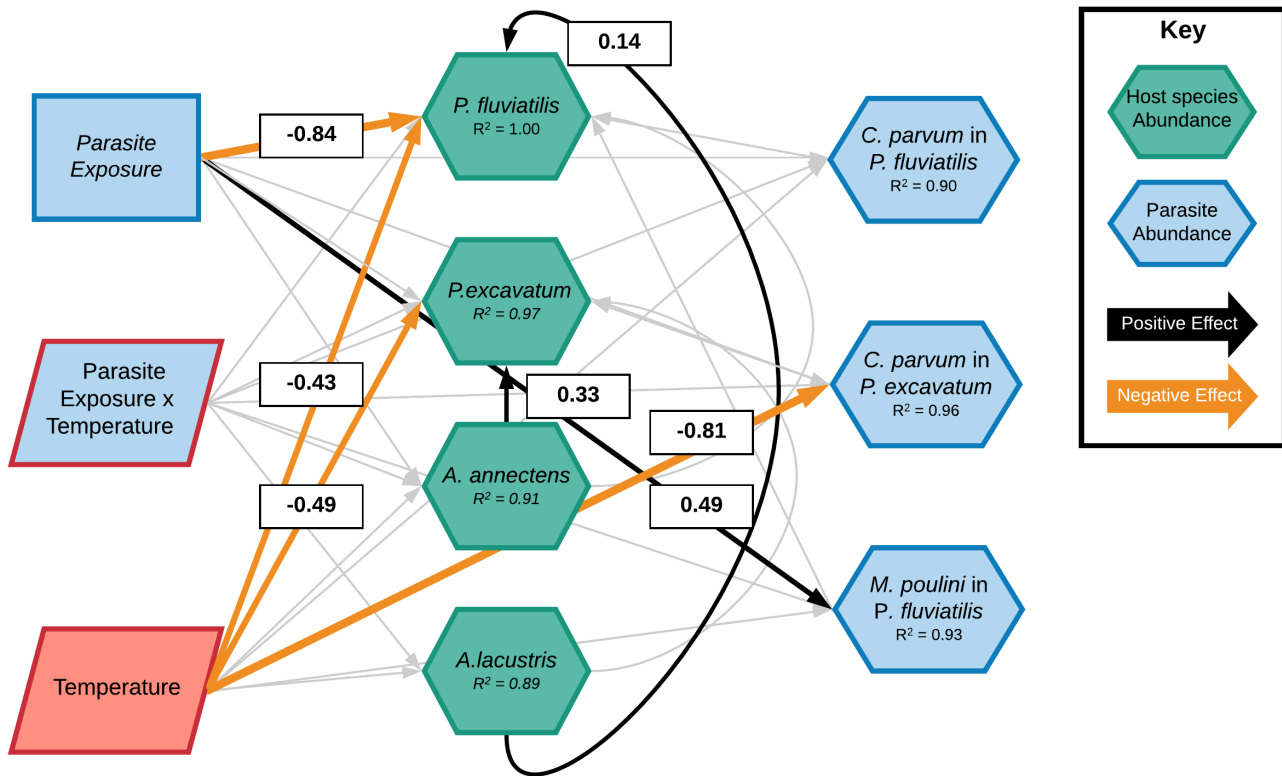 0.14
Key
P. fluviatilis
R² = 1.00
Host species
Abundance
-0.84
Parasite
Exposure
C. parvum in
P. fluviatilis
R² = 0.90
Parasite
Abundance
P.excavatum
R² = 0.97
Positive Effect
Parasite
Exposure x
Temperature
-0.43
0.33
C. parvum in
P. excavatum
R² = 0.96
Negative Effect
-0.81
A. annectens
R² = 0.91
-0.49
0.49
M. poulini in
P. fluviatilis
R² = 0.93
Temperature
A.lacustris
R² = 0.89